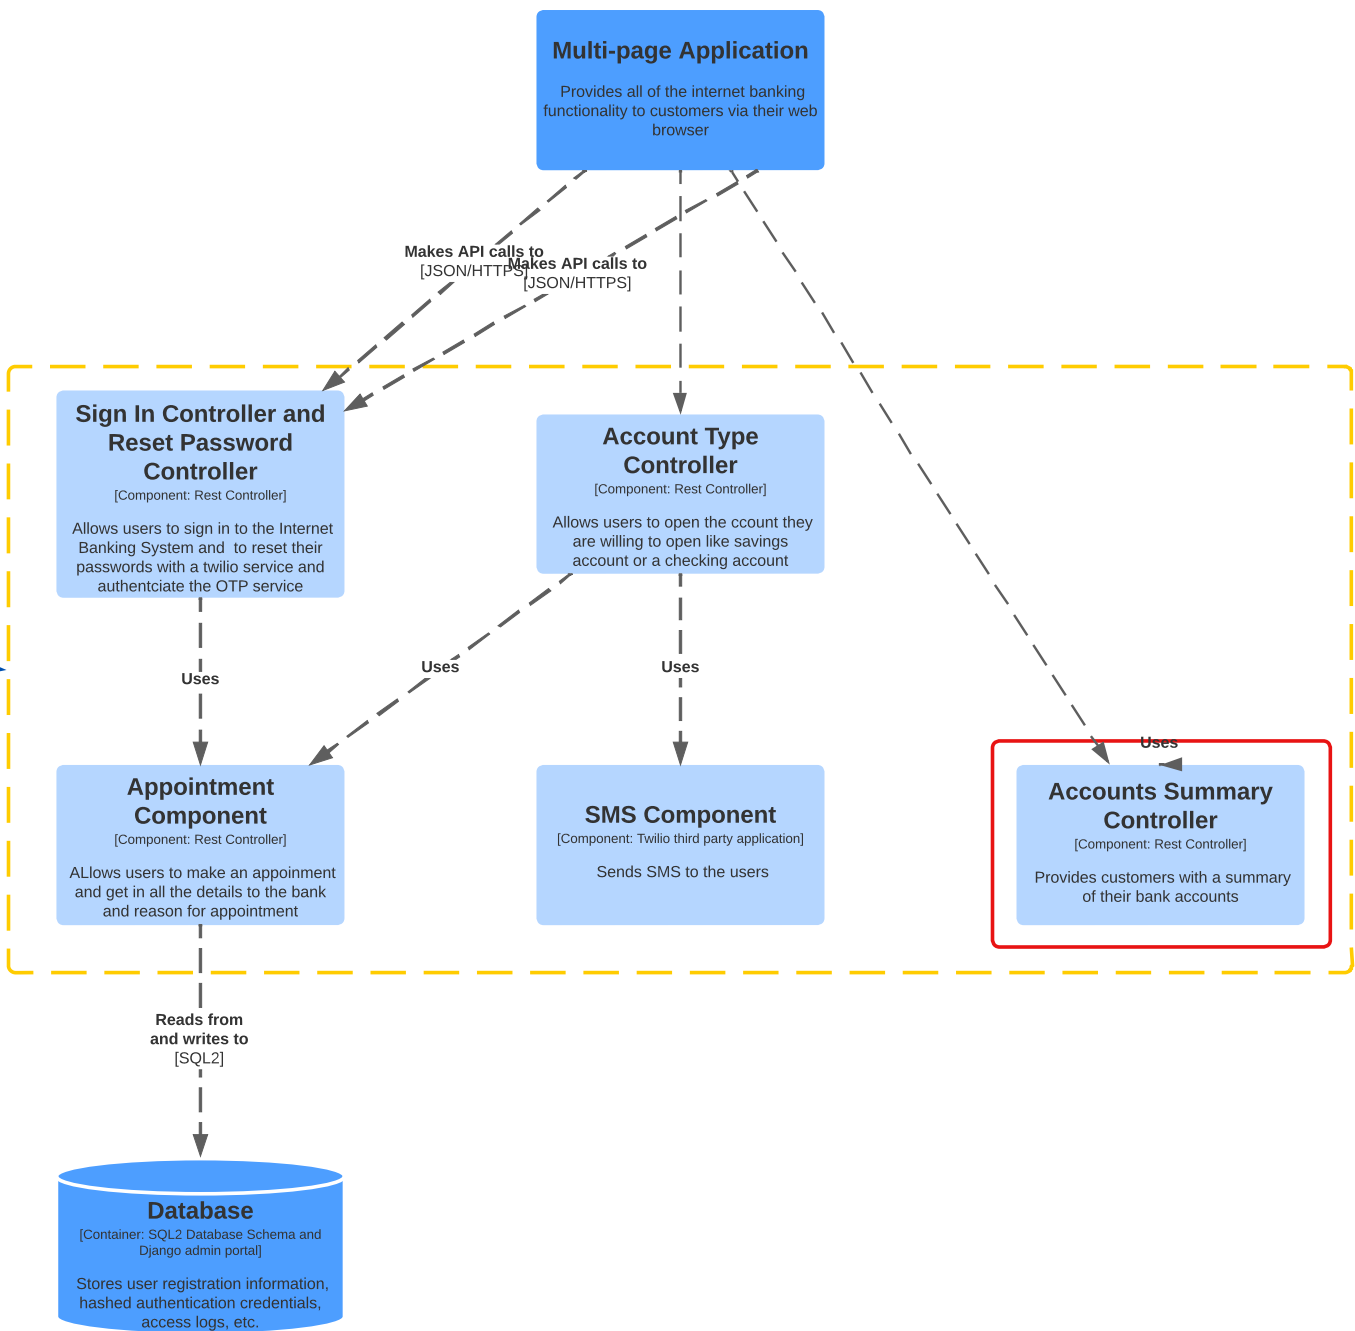 Multi-page Application
Provides all of the internet banking
functionality to customers via their web
browser
Makes API calls to
[JSON/HTTPS]
Makes API calls to
[JSON/HTTPS]
Sign In Controller and
Reset Password
Controller
[Component: Rest Controller]
Allows users to sign in to the Internet
Banking System and  to reset their
passwords with a twilio service and
authentciate the OTP service
Account Type
Controller
[Component: Rest Controller]
Allows users to open the ccount they
are willing to open like savings
account or a checking account
Uses
Uses
Uses
Uses
Appointment
Component
[Component: Rest Controller]
ALlows users to make an appoinment
and get in all the details to the bank
and reason for appointment
SMS Component
[Component: Twilio third party application]
Sends SMS to the users
Accounts Summary
Controller
[Component: Rest Controller]
Provides customers with a summary
of their bank accounts
Reads from
and writes to
[SQL2]
Database
[Container: SQL2 Database Schema and
Django admin portal]
Stores user registration information,
hashed authentication credentials,
access logs, etc.